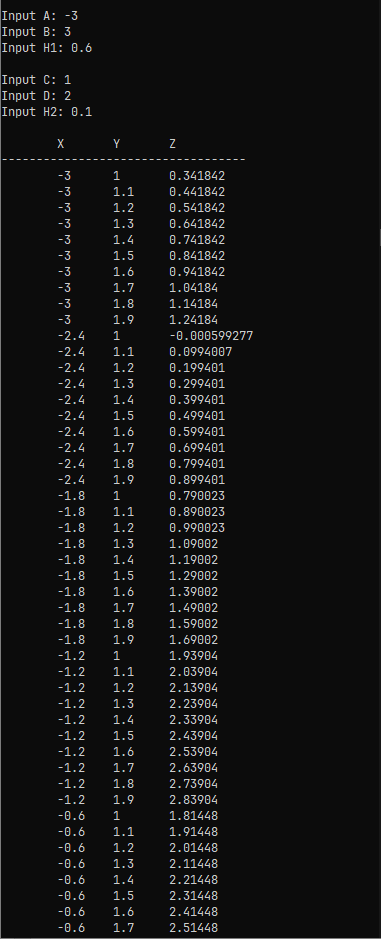 Input A: -3
Input B: 3
Input H1: 0.6
Input C: 1
Input D: 2
Input H2: 0.1
X Y Z
-----------------------------------
-3 1 0.341842
-3 1.1 0.441842
-3 1.2 0.541842
-3 1.3 0.641842
-3 1.4 0.741842
-3 1.5 0.841842
-3 1.6 0.941842
-3 1.7 1.04184
-3 1.8 1.14184
-3 1.9 1.24184
-2.4 1 -0.000599277
-2.4 1.1 0.0994007
-2.4 1.2 0.199401
-2.4 1.3 0.299401
-2.4 1.4 0.399401
-2.4 1.5 0.499401
-2.4 1.6 0.599401
-2.4 1.7 0.699401
-2.4 1.8 0.799401
-2.4 1.9 0.899401
-1.8 1 0.790023
-1.8 1.1 0.890023
-1.8 1.2 0.990023
-1.8 1.3 1.09002
-1.8 1.4 1.19002
-1.8 1.5 1.29002
-1.8 1.6 1.39002
-1.8 1.7 1.49002
-1.8 1.8 1.59002
-1.8 1.9 1.69002
-1.2 1 1.93904
-1.2 1.1 2.03904
-1.2 1.2 2.13904
-1.2 1.3 2.23904
-1.2 1.4 2.33904
-1.2 1.5 2.43904
-1.2 1.6 2.53904
-1.2 1.7 2.63904
-1.2 1.8 2.73904
-1.2 1.9 2.83904
-0.6 1 1.81448
-0.6 1.1 1.91448
-0.6 1.2 2.01448
-0.6 1.3 2.11448
-0.6 1.4 2.21448
-0.6 1.5 2.31448
-0.6 1.6 2.41448
-0.6 1.7 2.51448